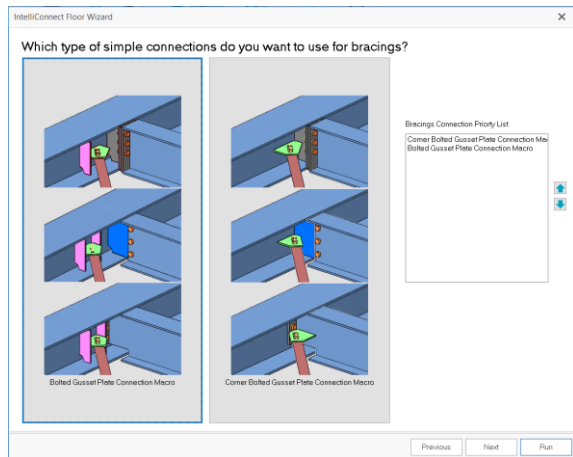 IntelliConnect Floor Wizard
Which type of simple connections do you want to use for bracings?
Bracings Connection Priorty List
Corner Bolted Gusset Plate Connection Mac
Bolted Gusset Plate Connection Macro
Bolted Gusset Plate Connection Macro
Corner Bolted Gusset Plate Connection Macro
Previous
Next
Run